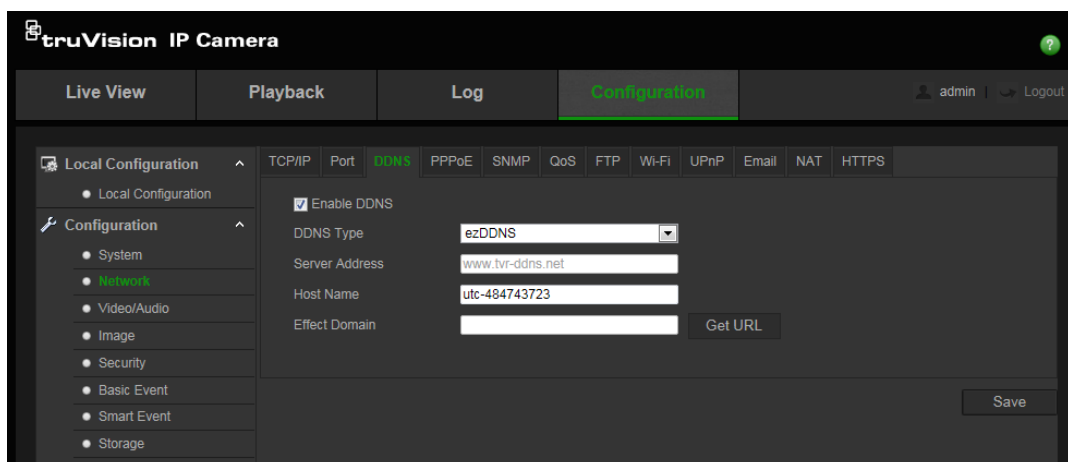 truVision IP Camera
?
Live View Playback Log Configuration admin | Logout
Local Configuration
Local Configuration
Configuration
System
Network
Video/Audio
Image
Security
Basic Event
Smart Event
Storage
TCP/IP Port DDNS PPPoE SNMP QoS FTP Wi-Fi UPnP Email NAT HTTPS
Enable DDNS
DDNS Type ezDDNS
Server Address www.tvr-ddns.net
Host Name utc-484743723
Effect Domain Get URL
Save